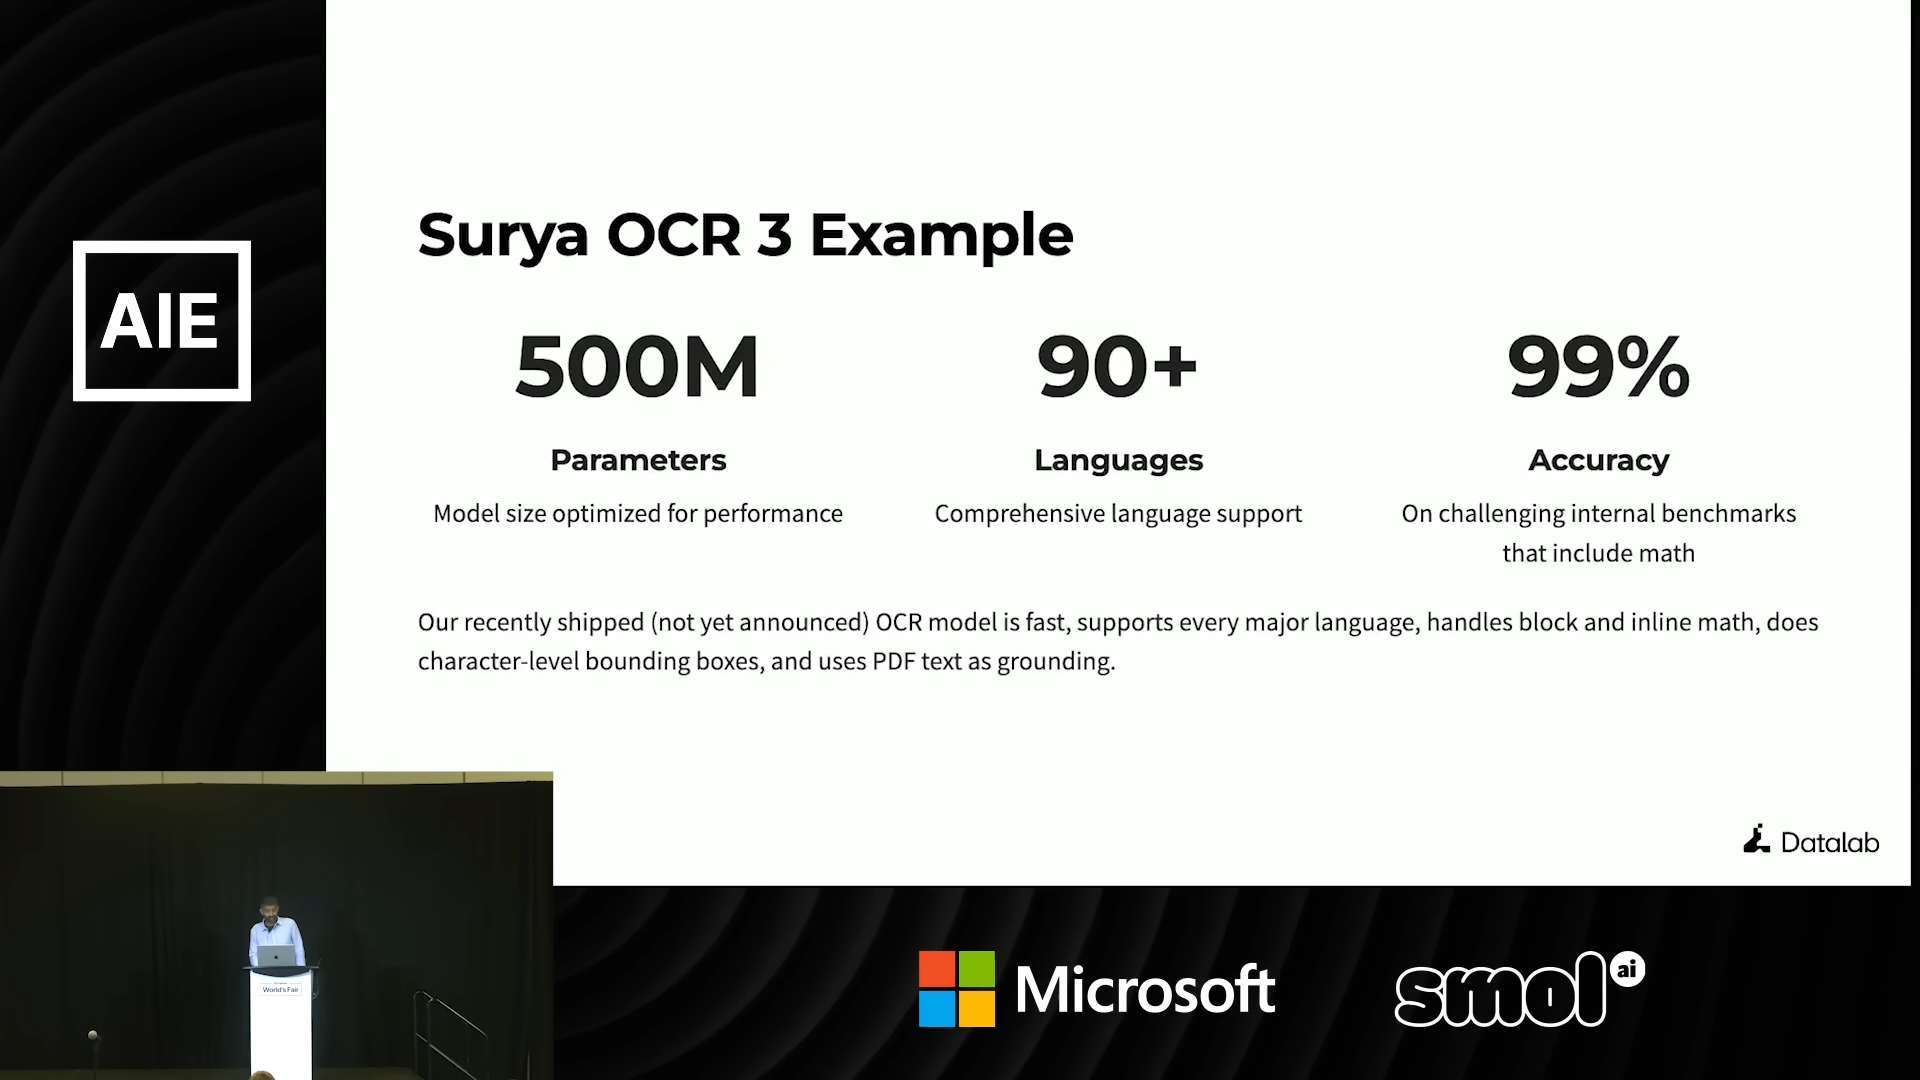 AIE
Surya OCR 3 Example
500M
Parameters
Model size optimized for performance
90+
Languages
Comprehensive language support
99%
Accuracy
On challenging internal benchmarks
that include math
Our recently shipped (not yet announced) OCR model is fast, supports every major language, handles block and inline math, does
character-level bounding boxes, and uses PDF text as grounding.
Datalab
World's Fair
Microsoft
smol ai